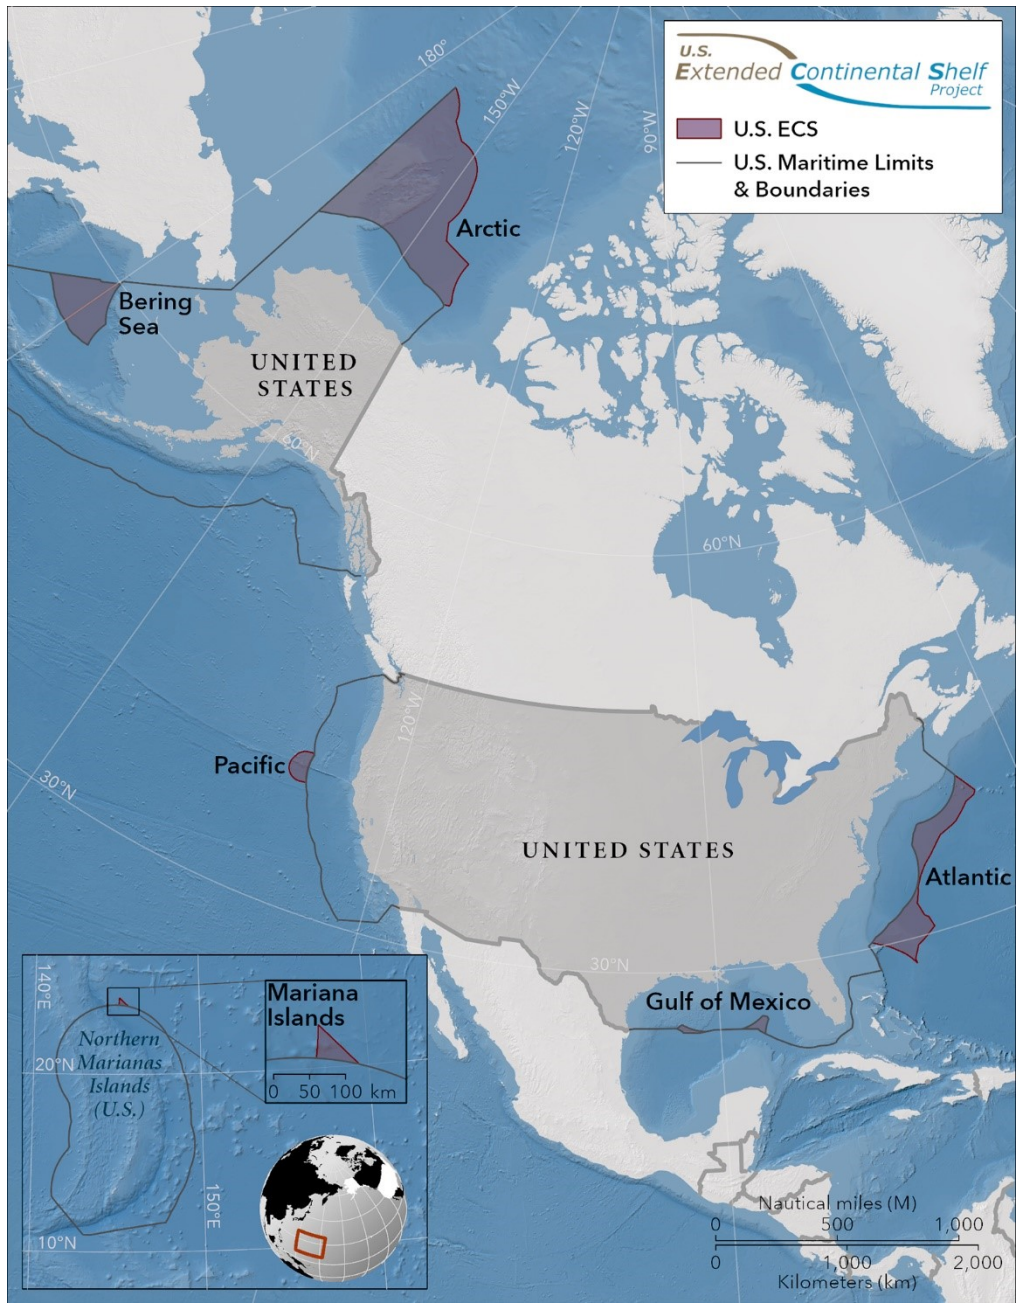 U.S.
Extended Continental Shelf
Project
U.S. ECS
U.S. Maritime Limits
& Boundaries
180°
150°W
120°W
90°W
Arctic
Bering
Sea
UNITED
STATES
60°N
60°N
120°W
Pacific
30°N
UNITED STATES
Atlantic
30°N
Gulf of Mexico
140°E
Mariana
Islands
0 50 100 km
Northern
Marianas
Islands
(U.S.)
20°N
150°E
10°N
Nautical miles (M)
0 500 1,000
0 1,000 2,000
Kilometers (km)